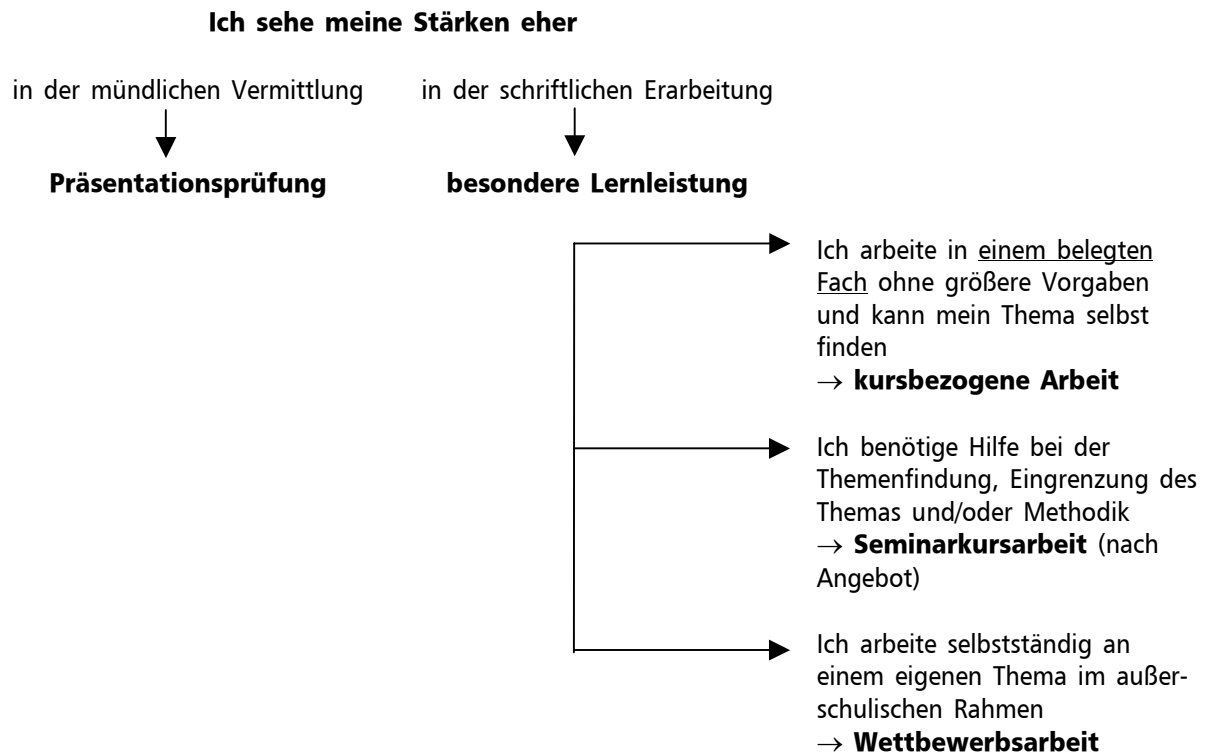 Ich sehe meine Stärken eher
in der mündlichen Vermittlung
in der schriftlichen Erarbeitung
Präsentationsprüfung
besondere Lernleistung
Ich arbeite in einem belegten
Fach ohne größere Vorgaben
und kann mein Thema selbst
finden
→ kursbezogene Arbeit
Ich benötige Hilfe bei der
Themenfindung, Eingrenzung des
Themas und/oder Methodik
→ Seminarkursarbeit (nach
Angebot)
Ich arbeite selbstständig an
einem eigenen Thema im außer-
schulischen Rahmen
→ Wettbewerbsarbeit